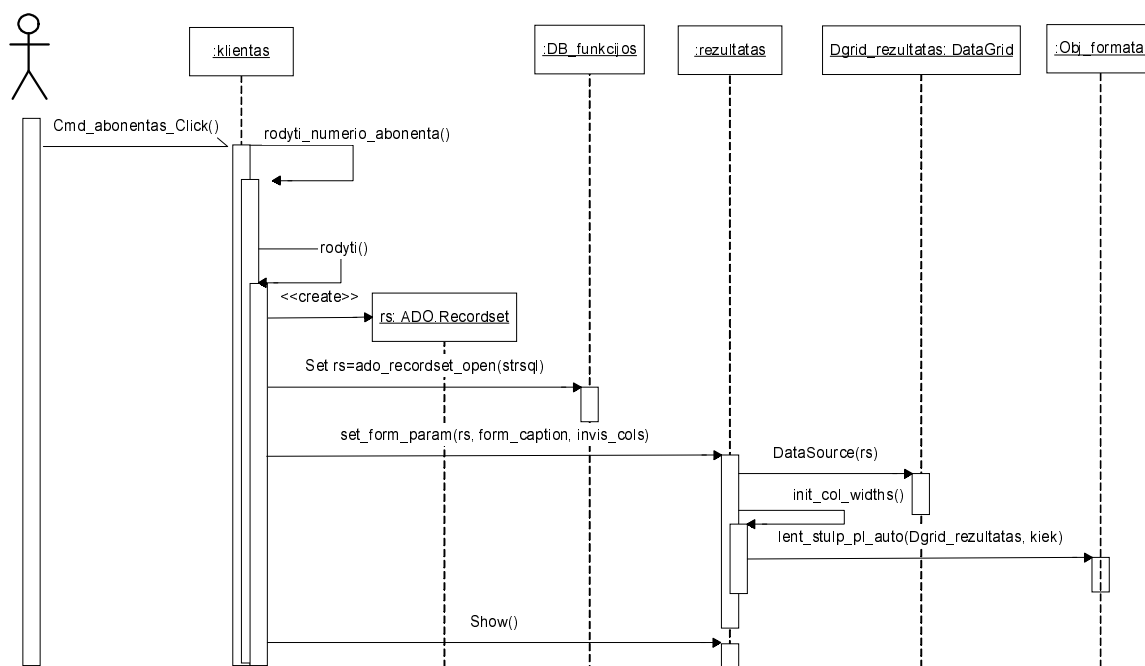 :klientas
:DB_funkcijos
:rezultatas
Dgrid_rezultatas: DataGrid
:Obj_formata
Cmd_abonentas_Click()
rodyti_numerio_abonenta()
rodyti()
<<create>>
rs: ADO.Recordset
Set rs=ado_recordset_open(strsql)
set_form_param(rs, form_caption, invis_cols)
DataSource(rs)
init_col_widths()
lent_stulp_pl_auto(Dgrid_rezultatas, kiek)
Show()